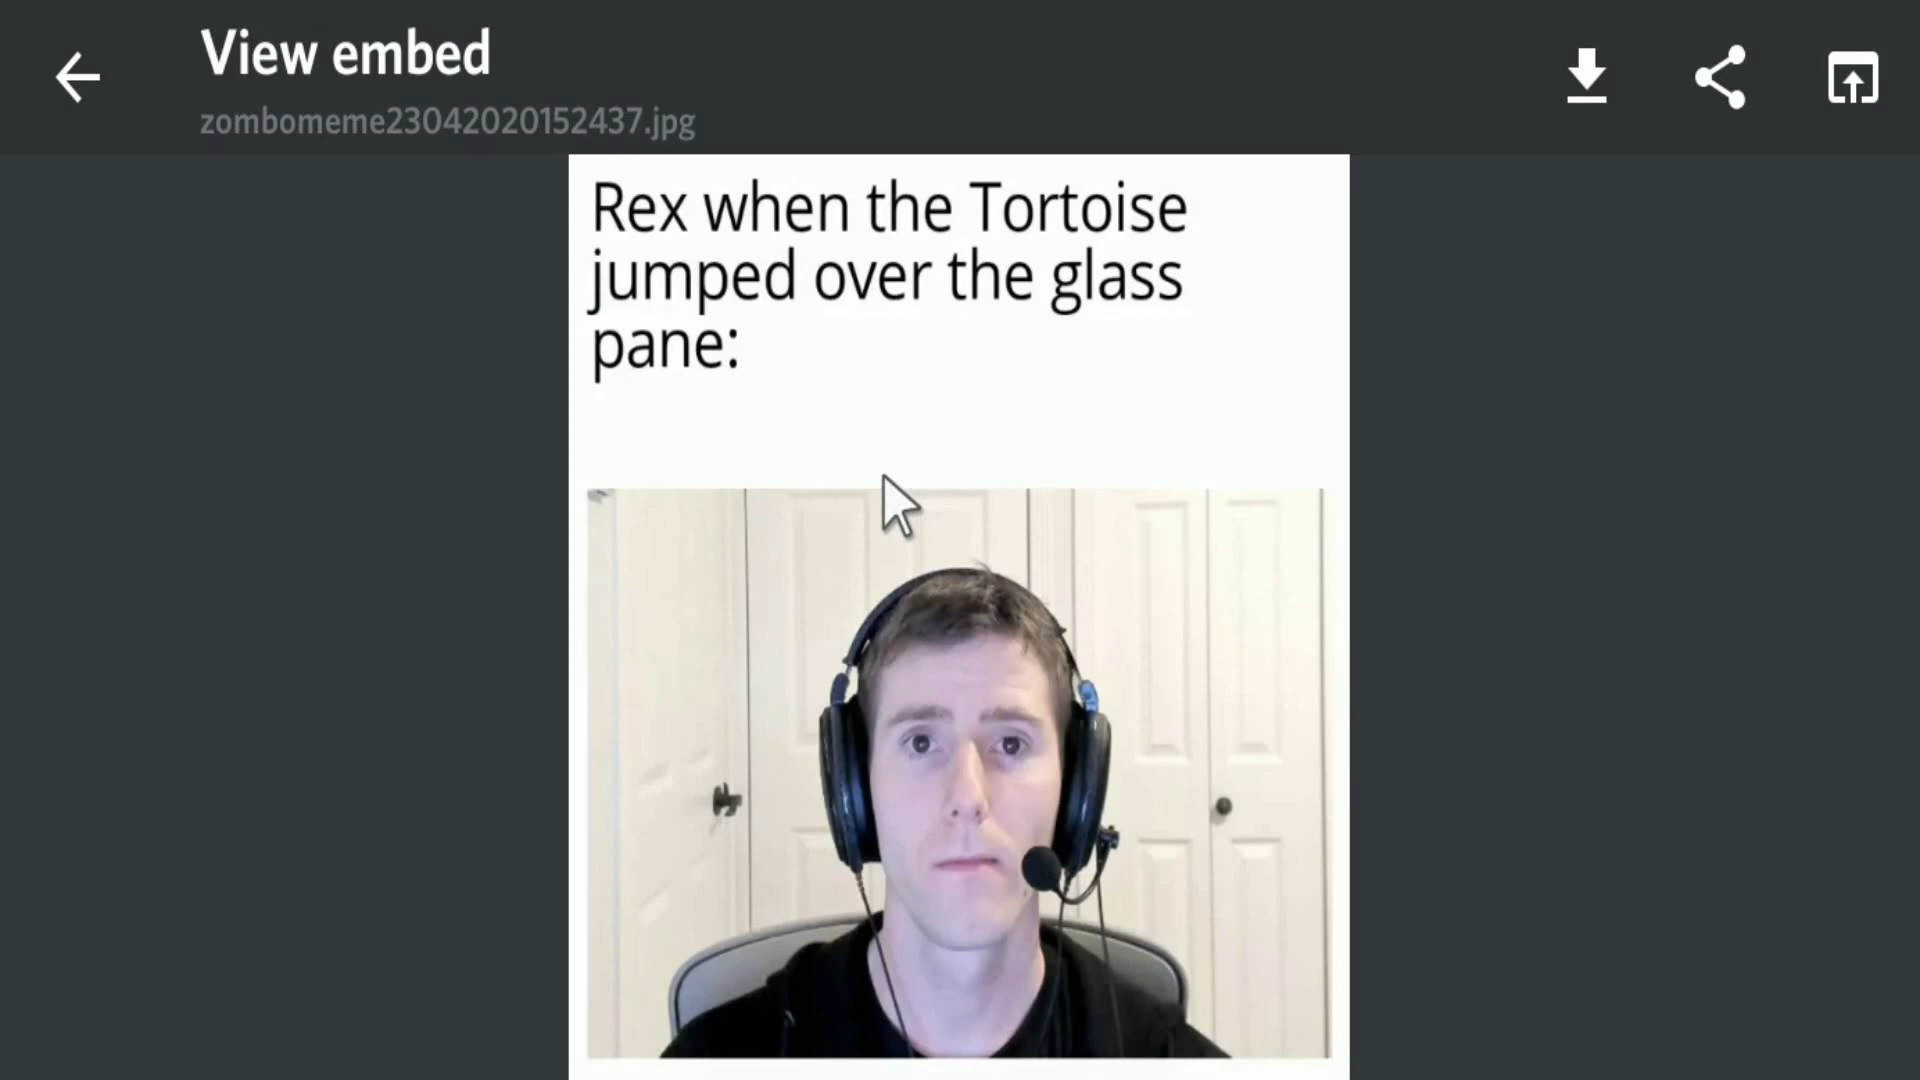 View embed
zombomeme23042020152437.jpg
Rex when the Tortoise
jumped over the glass
pane: